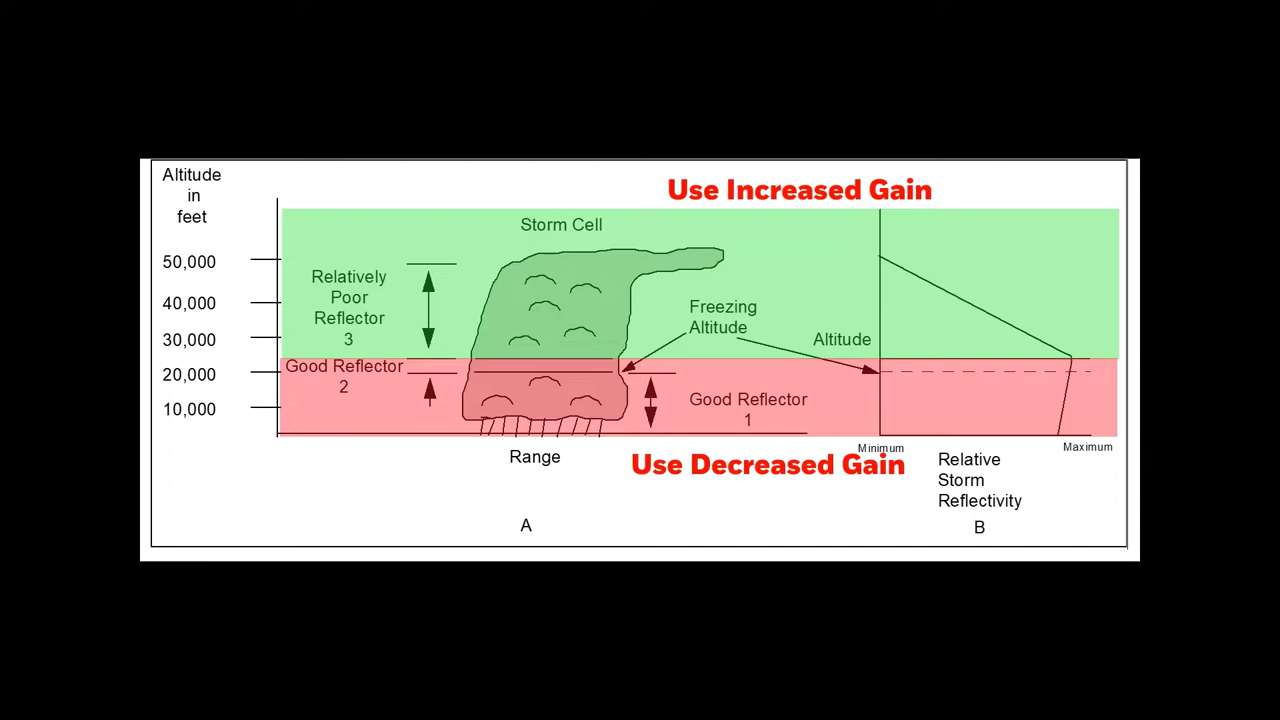 Altitude
in
feet
Use Increased Gain
Storm Cell
50,000
40,000
30,000
20,000
10,000
Relatively
Poor
Reflector
3
Good Reflector
2
Freezing
Altitude
Altitude
Good Reflector
1
Range
Use Decreased Gain
Minimum
Maximum
Relative
Storm
Reflectivity
A
B